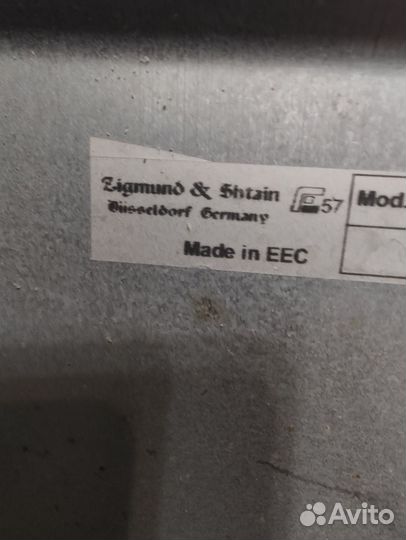 Zigmund & Shtain
Düsseldorf Germany
57
Mod.
Made in EEC
Avito